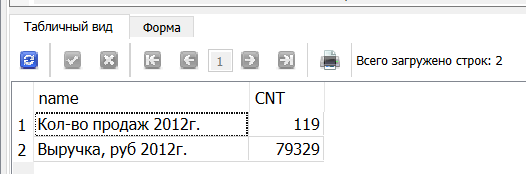 Табличный вид Форма
1 Всего загружено строк: 2
name CNT
1 Кол-во продаж 2012г. 119
2 Выручка, руб 2012г. 79329